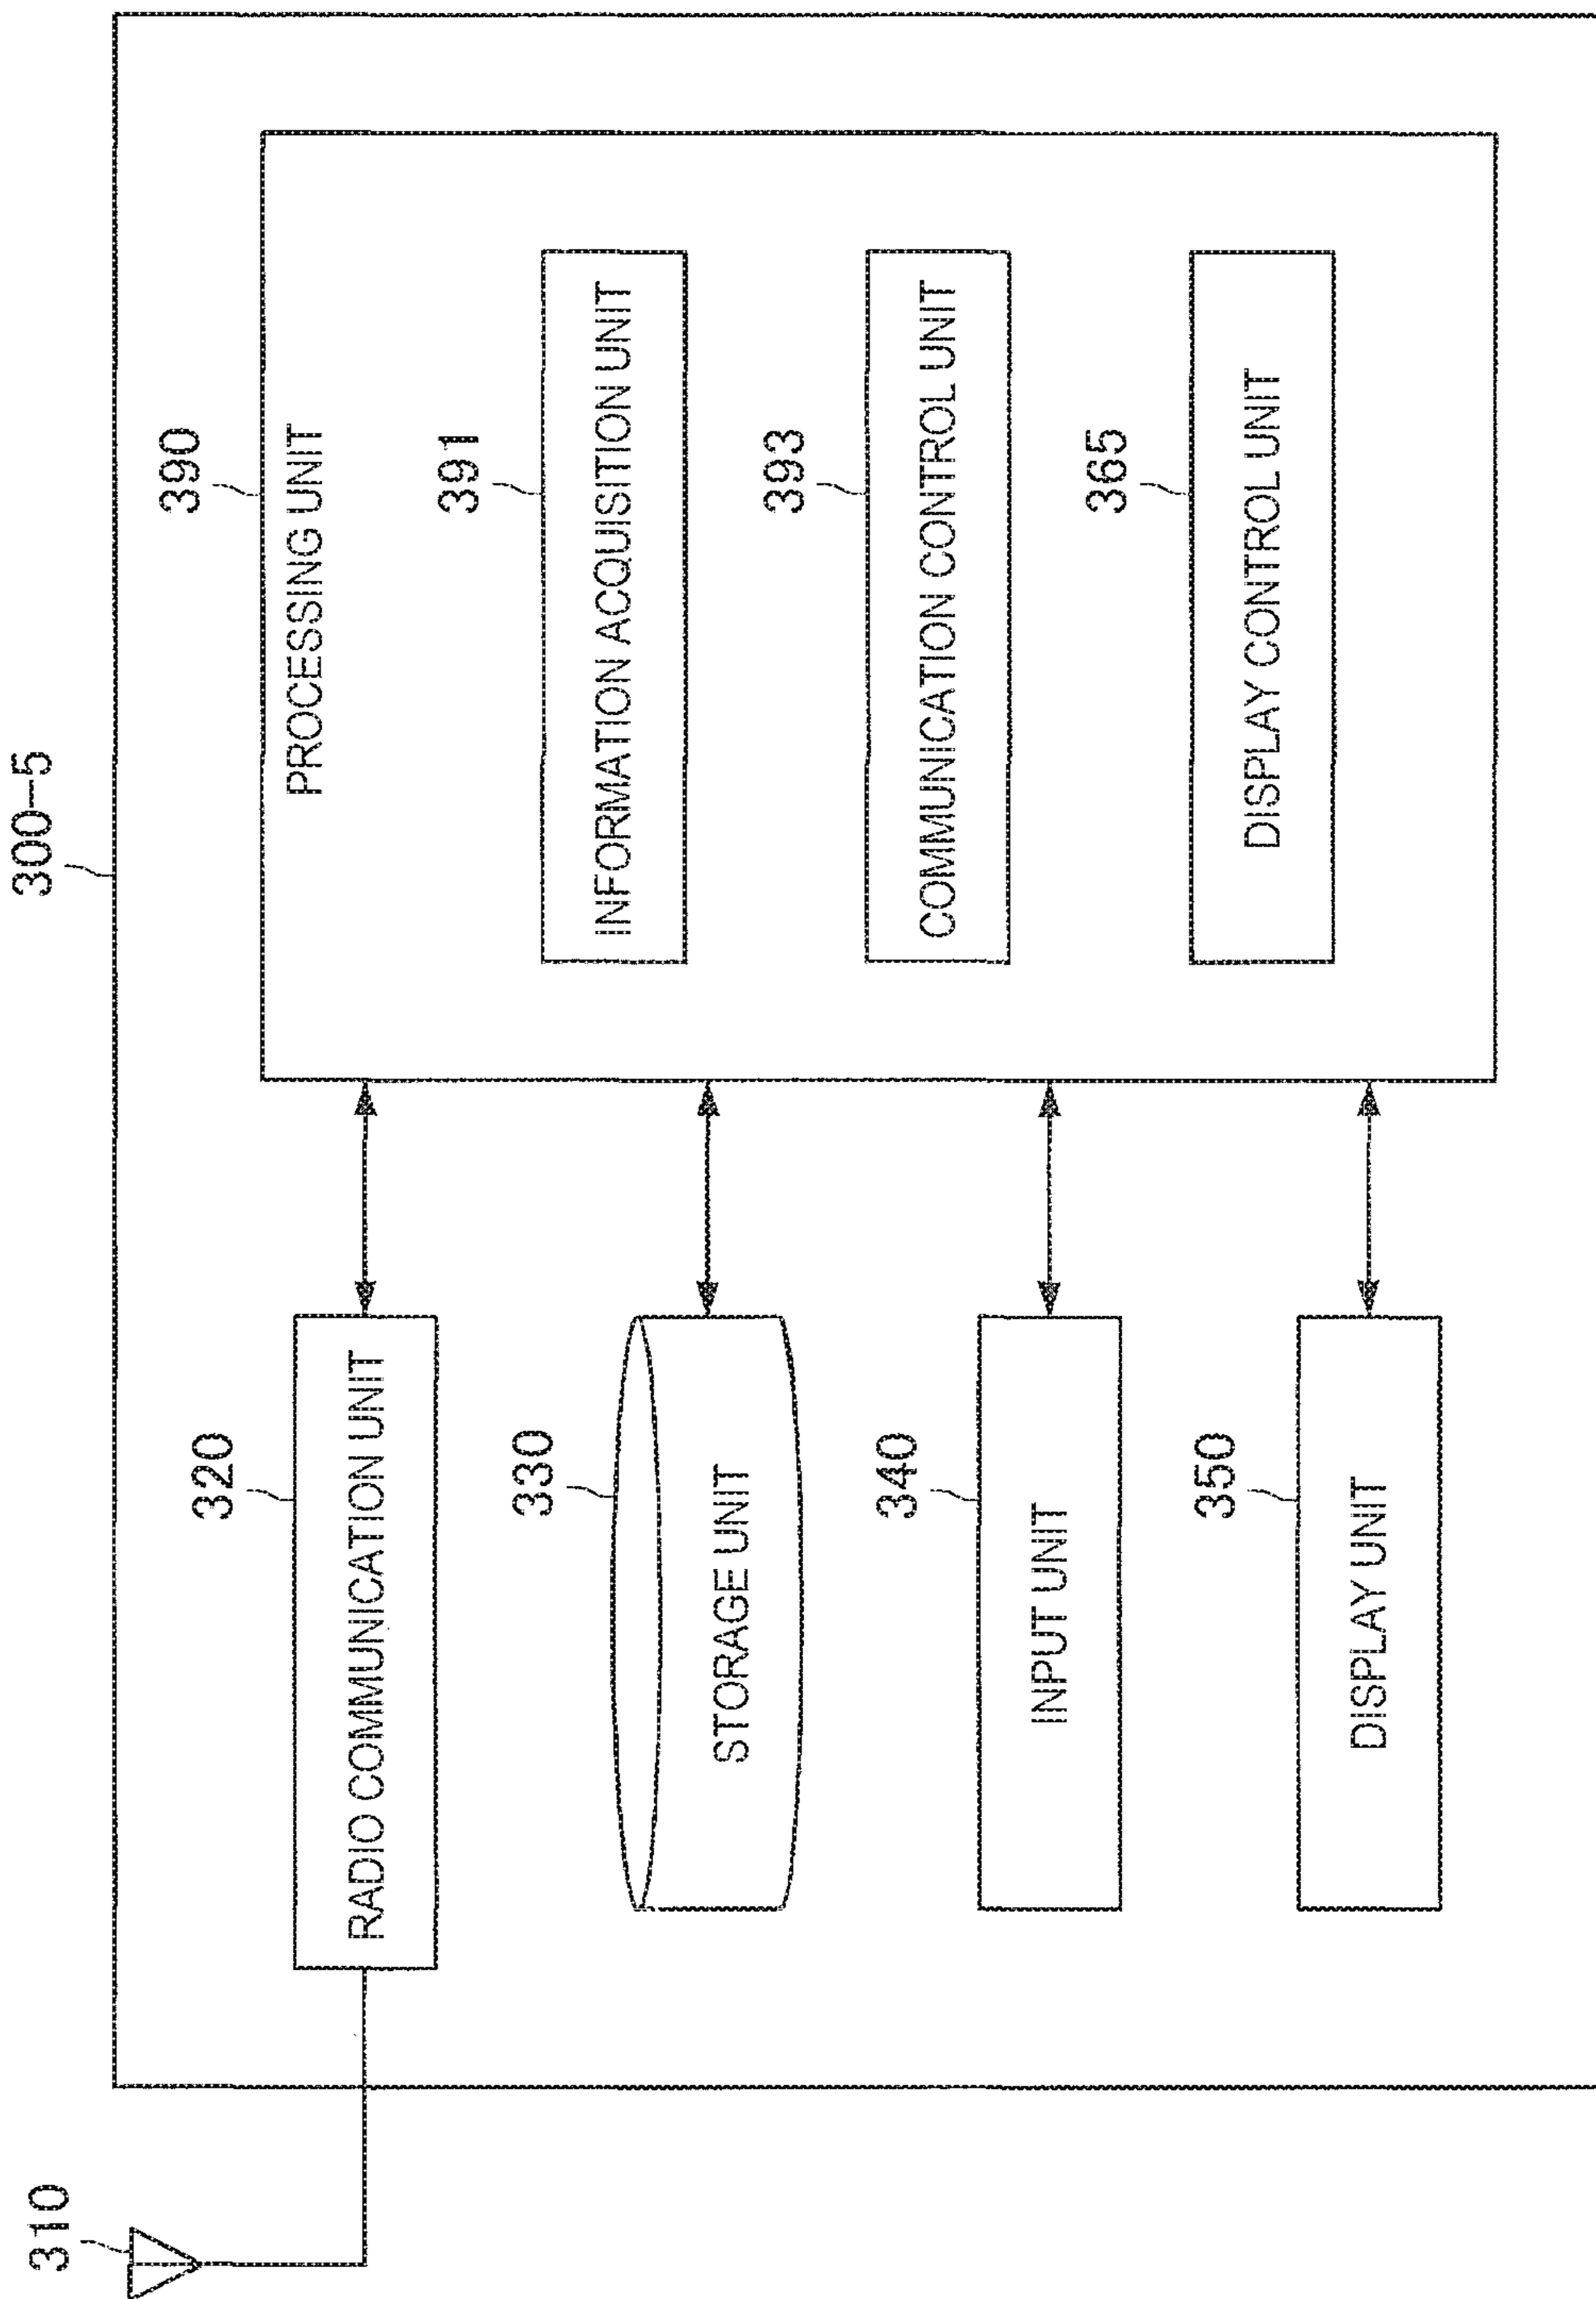 300-5
310
320
RADIO COMMUNICATION UNIT
330
STORAGE UNIT
340
INPUT UNIT
350
DISPLAY UNIT
390
PROCESSING UNIT
391
INFORMATION ACQUISITION UNIT
393
COMMUNICATION CONTROL UNIT
365
DISPLAY CONTROL UNIT